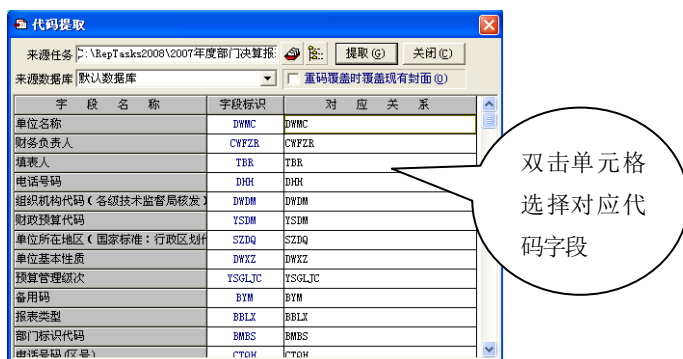 代码提取
来源任务 C:\RepTasks2008\2007年度部门决算报 提取(G) 关闭(C)
来源数据库 默认数据库 重码覆盖时覆盖现有封面(O)
字 段 名 称 字段标识 对 应 关 系
单位名称 DWMC DWMC
财务负责人 CWFZR CWFZR
填表人 TBR TBR
电话号码 DHH DHH
组织机构代码(各级技术监督局核发) DWDM DWDM
财政预算代码 YSDM YSDM
单位所在地区(国家标准:行政区划 SZDQ SZDQ
单位基本性质 DWXZ DWXZ
预算管理级次 YSGLJC YSGLJC
备用码 BYM BYM
报表类型 BBLX BBLX
部门标识代码 BMBS BMBS
电话号码(区号) CTQH CTQH
双击单元格
选择对应代
码字段